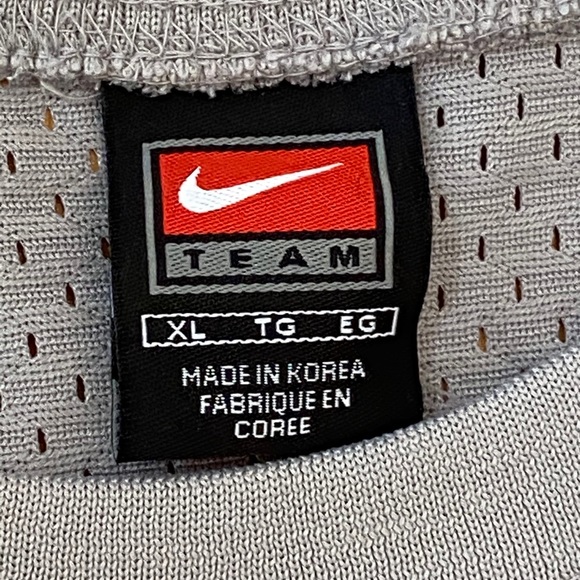 TEAM
XL TG EG
MADE IN KOREA
FABRIQUE EN
COREE